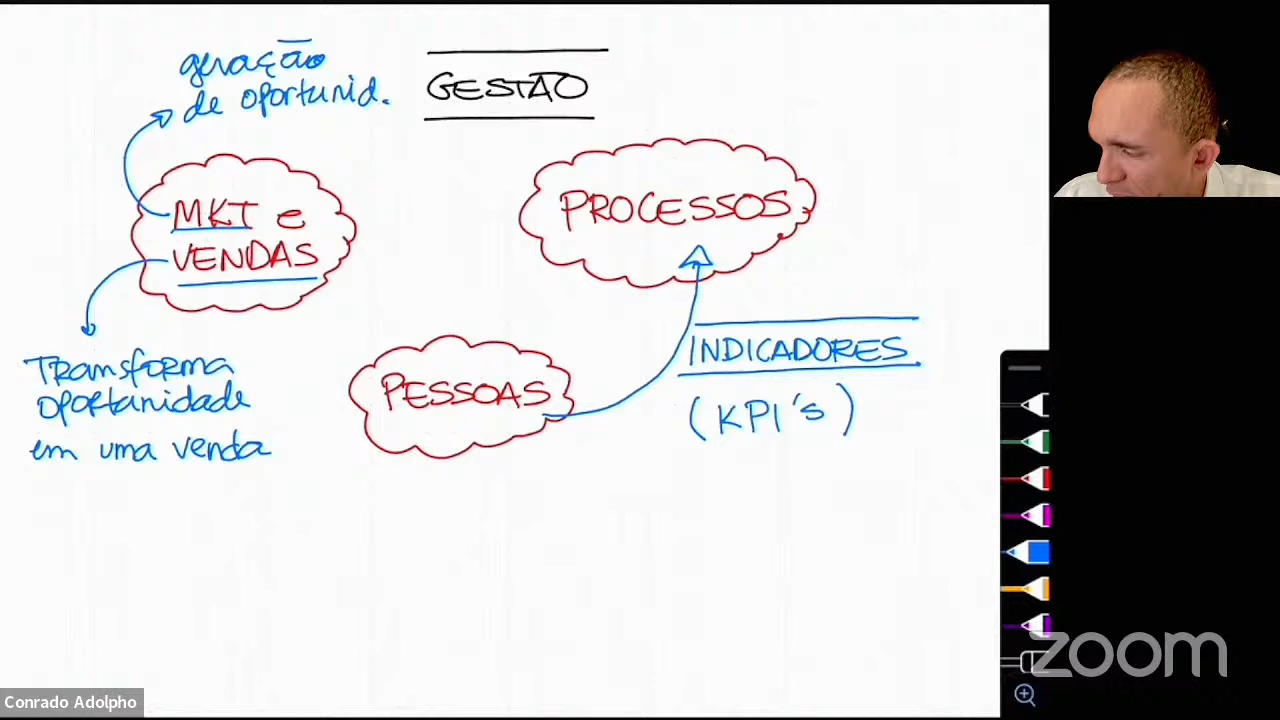 geração
de oportunid.
GESTÃO
MKT e
VENDAS
PROCESSOS
Transforma
oportunidade
em uma venda
PESSOAS
INDICADORES
(KPI's)
zoom
Conrado Adolpho